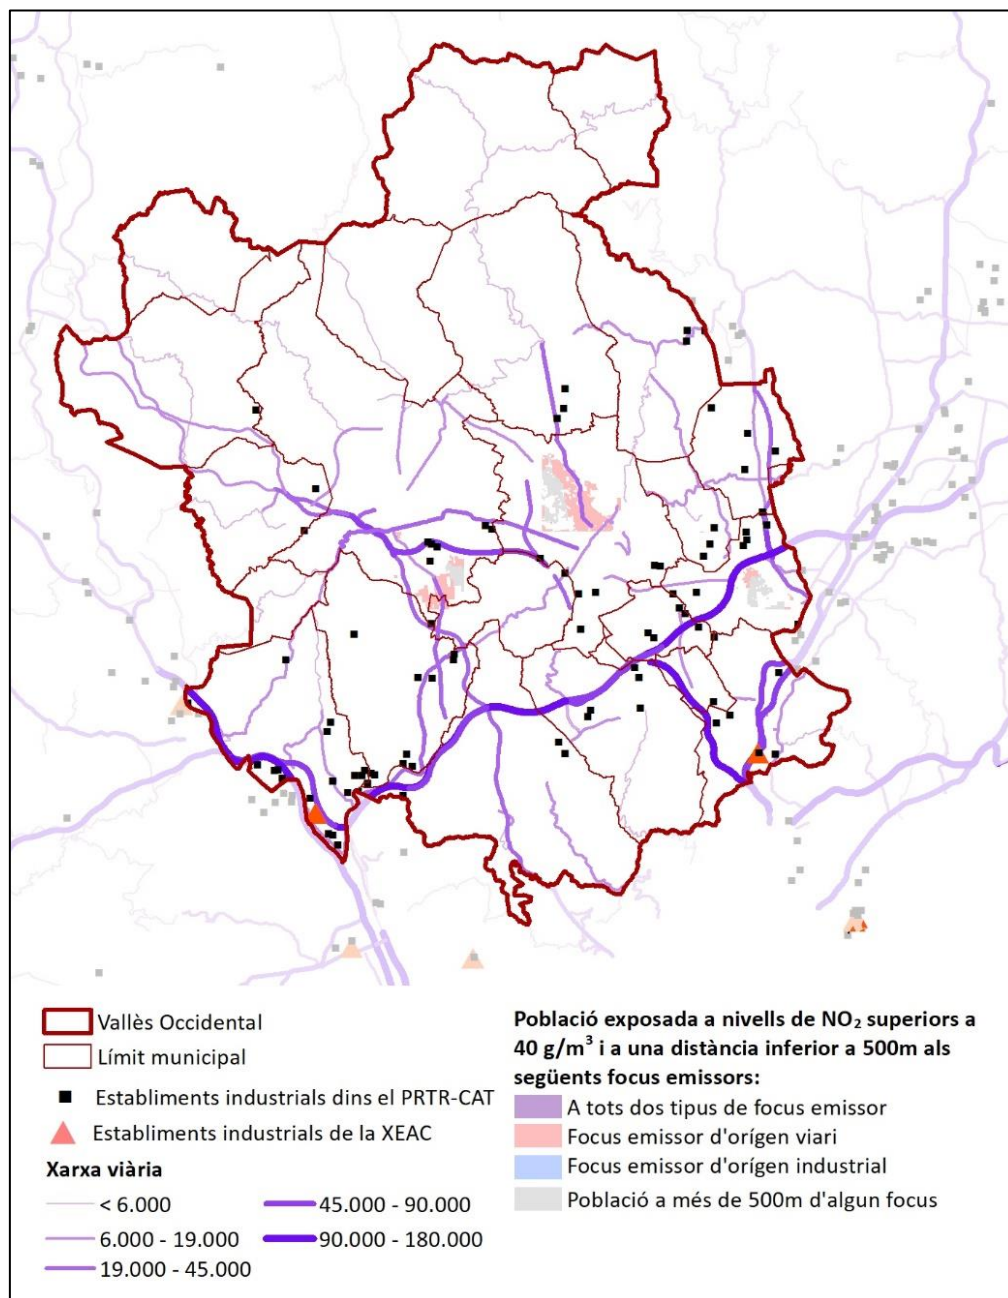 Vallès Occidental
Límit municipal
Establiments industrials dins el PRTR-CAT
Establiments industrials de la XEAC
Xarxa viària
< 6.000
6.000 - 19.000
19.000 - 45.000
45.000 - 90.000
90.000 - 180.000
Població exposada a nivells de NO₂ superiors a
40 g/m³ i a una distància inferior a 500m als
següents focus emissors:
A tots dos tipus de focus emissor
Focus emissor d'orígen viari
Focus emissor d'orígen industrial
Població a més de 500m d'algun focus